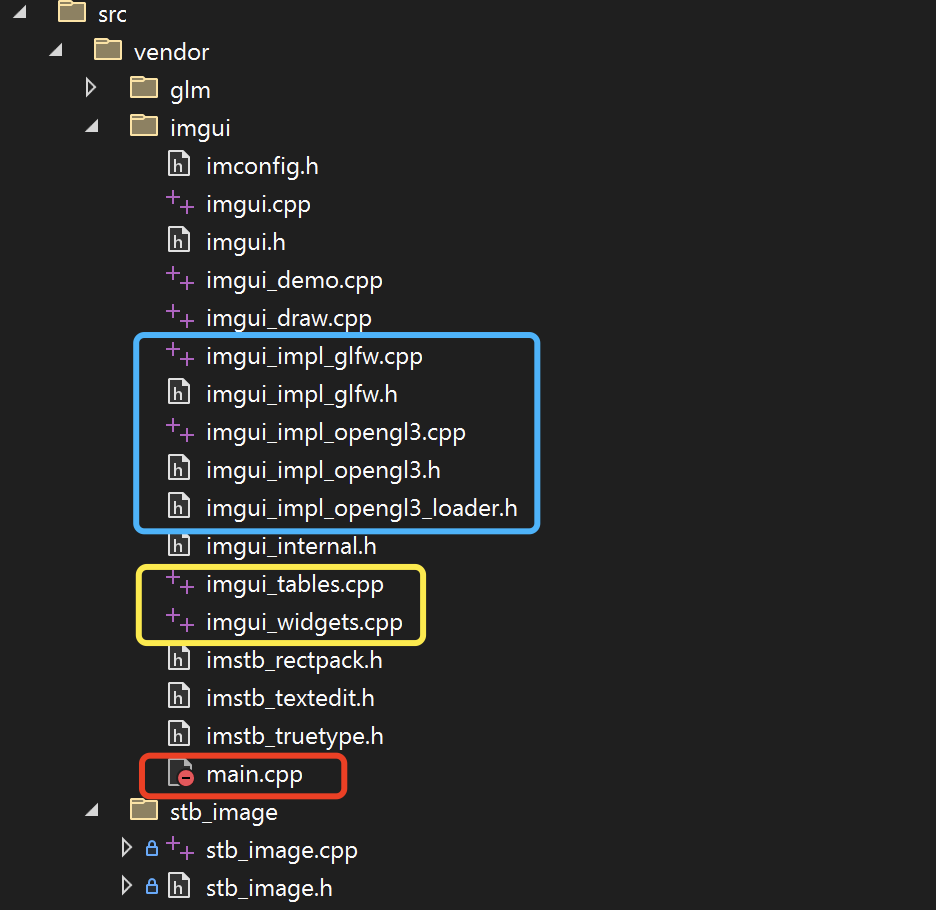 src
vendor
glm
imgui
imconfig.h
imgui.cpp
imgui.h
imgui_demo.cpp
imgui_draw.cpp
imgui_impl_glfw.cpp
imgui_impl_glfw.h
imgui_impl_opengl3.cpp
imgui_impl_opengl3.h
imgui_impl_opengl3_loader.h
imgui_internal.h
imgui_tables.cpp
imgui_widgets.cpp
imstb_rectpack.h
imstb_textedit.h
imstb_truetype.h
main.cpp
stb_image
stb_image.cpp
stb_image.h